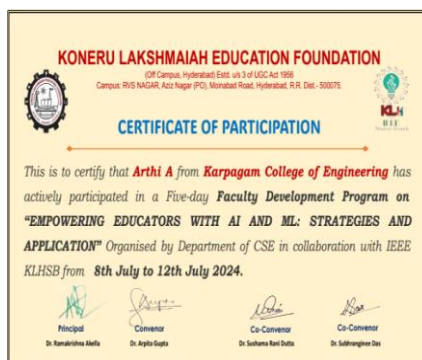 KONERU LAKSHMAIAH EDUCATION FOUNDATION
(Off Campus, Hyderabad) Estd. u/s 3 of UGC Act 1956
Campus: RVS NAGAR, Aziz Nagar (PO), Moinabad Road, Hyderabad, R.R. Dist - 500075.
KLH
CERTIFICATE OF PARTICIPATION
This is to certify that Arthi A from Karpagam College of Engineering has
actively participated in a Five-day Faculty Development Program on
“EMPOWERING EDUCATORS WITH AI AND ML: STRATEGIES AND
APPLICATION” Organised by Department of CSE in collaboration with IEEE
KLHSB from 8th July to 12th July 2024.
Principal Convenor Co-Convenor Co-Convenor
Dr. Ramakrishna Akella Dr. Arpita Gupta Dr. Sushama Rani Dutta Dr. Subhranginee Das